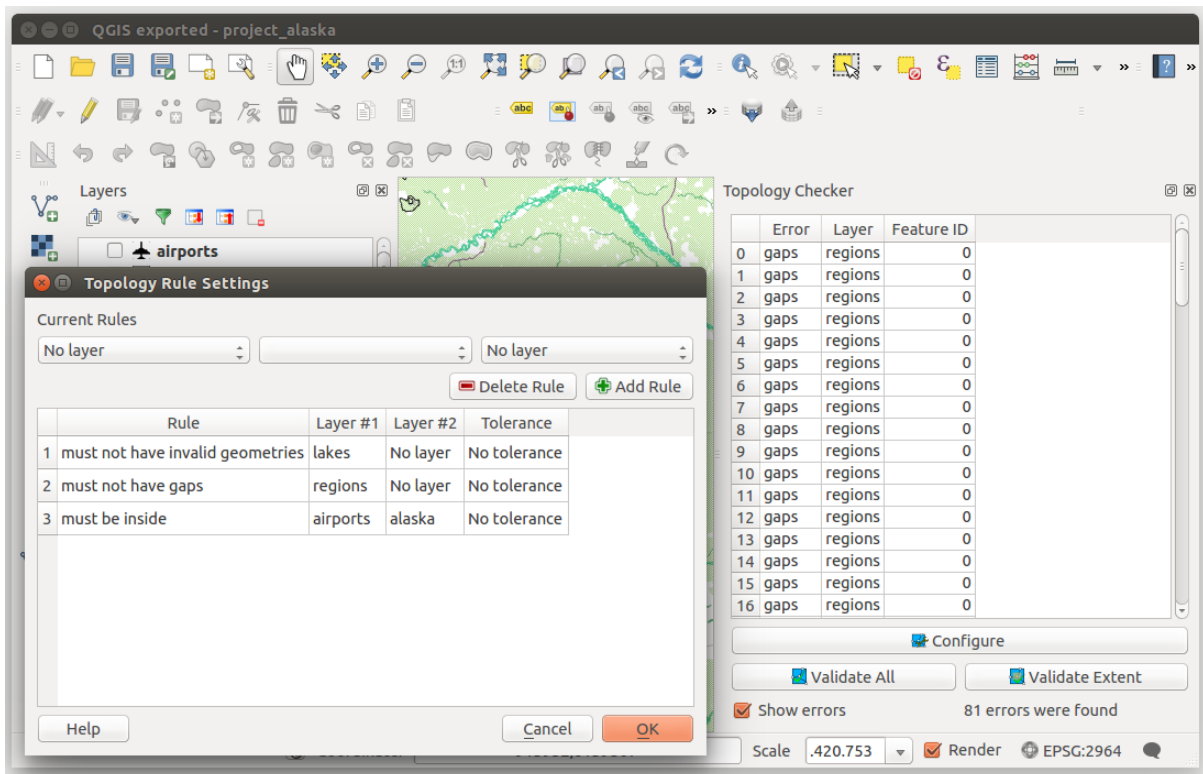 QGIS exported - project_alaska
1:1
abc
ab
abc
abc
abc
Layers
airports
Topology Rule Settings
Current Rules
No layer
No layer
Delete Rule
Add Rule
Rule Layer #1 Layer #2 Tolerance
1 must not have invalid geometries lakes No layer No tolerance
2 must not have gaps regions No layer No tolerance
3 must be inside airports alaska No tolerance
Help
Cancel
OK
Topology Checker
Error Layer Feature ID
0 gaps regions 0
1 gaps regions 0
2 gaps regions 0
3 gaps regions 0
4 gaps regions 0
5 gaps regions 0
6 gaps regions 0
7 gaps regions 0
8 gaps regions 0
9 gaps regions 0
10 gaps regions 0
11 gaps regions 0
12 gaps regions 0
13 gaps regions 0
14 gaps regions 0
15 gaps regions 0
16 gaps regions 0
Configure
Validate All
Validate Extent
Show errors
81 errors were found
Scale .420.753 Render EPSG:2964